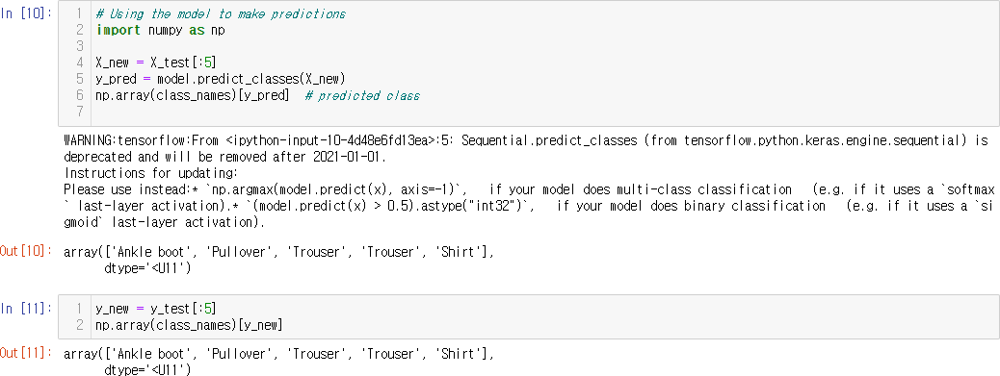 In [10]:
1 # Using the model to make predictions
2 import numpy as np
3
4 X_new = X_test[:5]
5 y_pred = model.predict_classes(X_new)
6 np.array(class_names)[y_pred]  # predicted class
7
WARNING:tensorflow:From <ipython-input-10-4d48e6fd13ea>:5: Sequential.predict_classes (from tensorflow.python.keras.engine.sequential) is
deprecated and will be removed after 2021-01-01.
Instructions for updating:
Please use instead:* `np.argmax(model.predict(x), axis=-1)`,   if your model does multi-class classification   (e.g. if it uses a `softmax
` last-layer activation).* `(model.predict(x) > 0.5).astype("int32")`,   if your model does binary classification   (e.g. if it uses a `si
gmoid` last-layer activation).
Out[10]: array(['Ankle boot', 'Pullover', 'Trouser', 'Trouser', 'Shirt'],
dtype='<U11')
In [11]:
1 y_new = y_test[:5]
2 np.array(class_names)[y_new]
Out[11]: array(['Ankle boot', 'Pullover', 'Trouser', 'Trouser', 'Shirt'],
dtype='<U11')